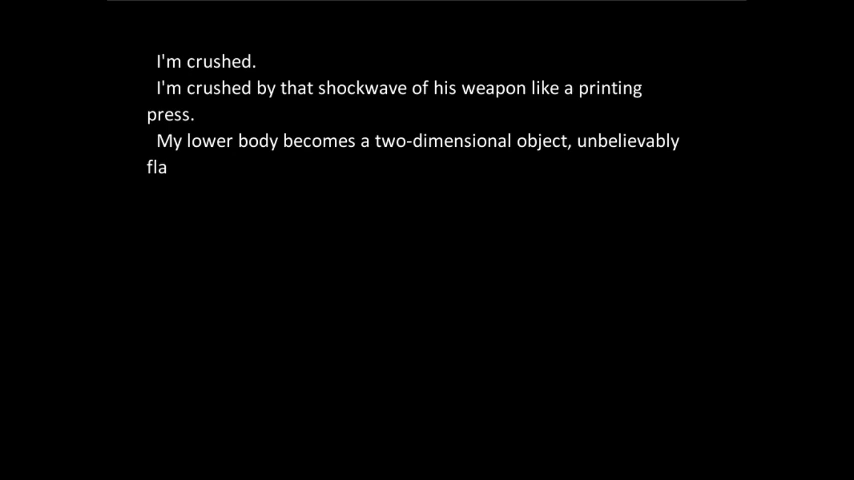 I'm crushed.
I'm crushed by that shockwave of his weapon like a printing
press.
My lower body becomes a two-dimensional object, unbelievably
fla